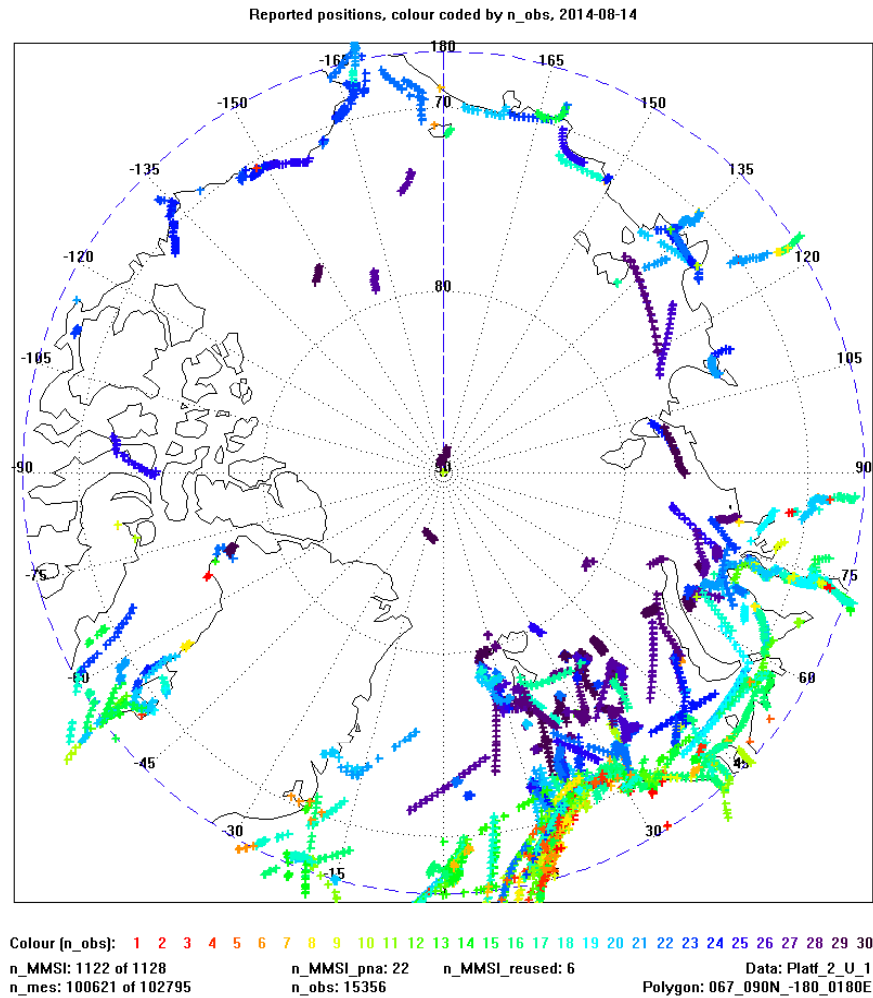 Reported positions, colour coded by n_obs, 2014-08-14
180
-165 165
-150 70 150
-135 135
-120 120
80
-105 105
-90 90 90
-75 75
-60 60
-45 45
-30 30
-15
Colour (n_obs): 1 2 3 4 5 6 7 8 9 10 11 12 13 14 15 16 17 18 19 20 21 22 23 24 25 26 27 28 29 30
n_MMSI: 1122 of 1128 n_MMSI_pna: 22 n_MMSI_reused: 6 Data: Platf_2_U_1
n_mes: 100621 of 102795 n_obs: 15356 Polygon: 067_090N_-180_0180E